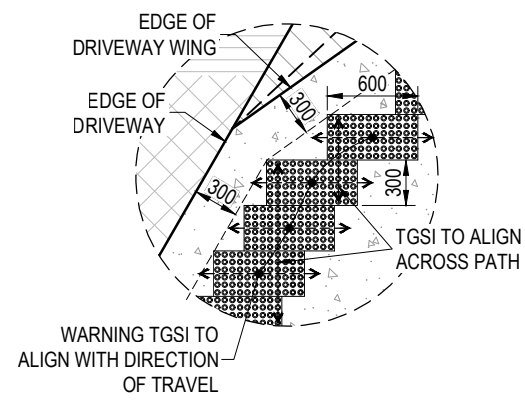 EDGE OF
DRIVEWAY WING
EDGE OF
DRIVEWAY
300
600
300
300
TGSI TO ALIGN
ACROSS PATH
WARNING TGSI TO
ALIGN WITH DIRECTION
OF TRAVEL